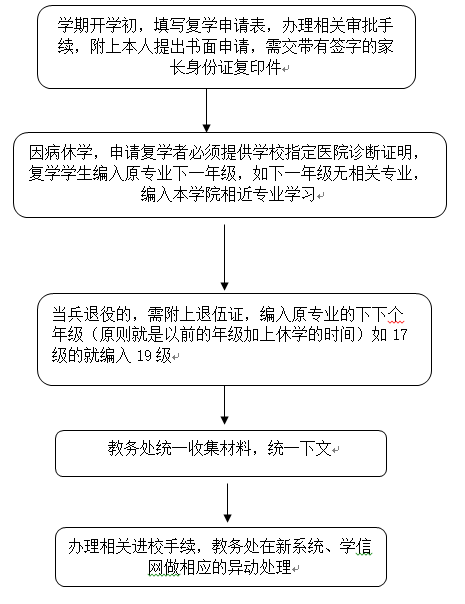 学期开学初，填写复学申请表，办理相关审批手
续，附上本人提出书面申请，需交带有签字的家
长身份证复印件
因病休学，申请复学者必须提供学校指定医院诊断证明，
复学学生编入原专业下一年级，如下一年级无相关专业，
编入本学院相近专业学习
当兵退役的，需附上退伍证，编入原专业的下下个
年级（原则就是以前的年级加上休学的时间）如 17
级的就编入 19 级
教务处统一收集材料，统一下文
办理相关进校手续，教务处在新系统、学信
网做相应的异动处理